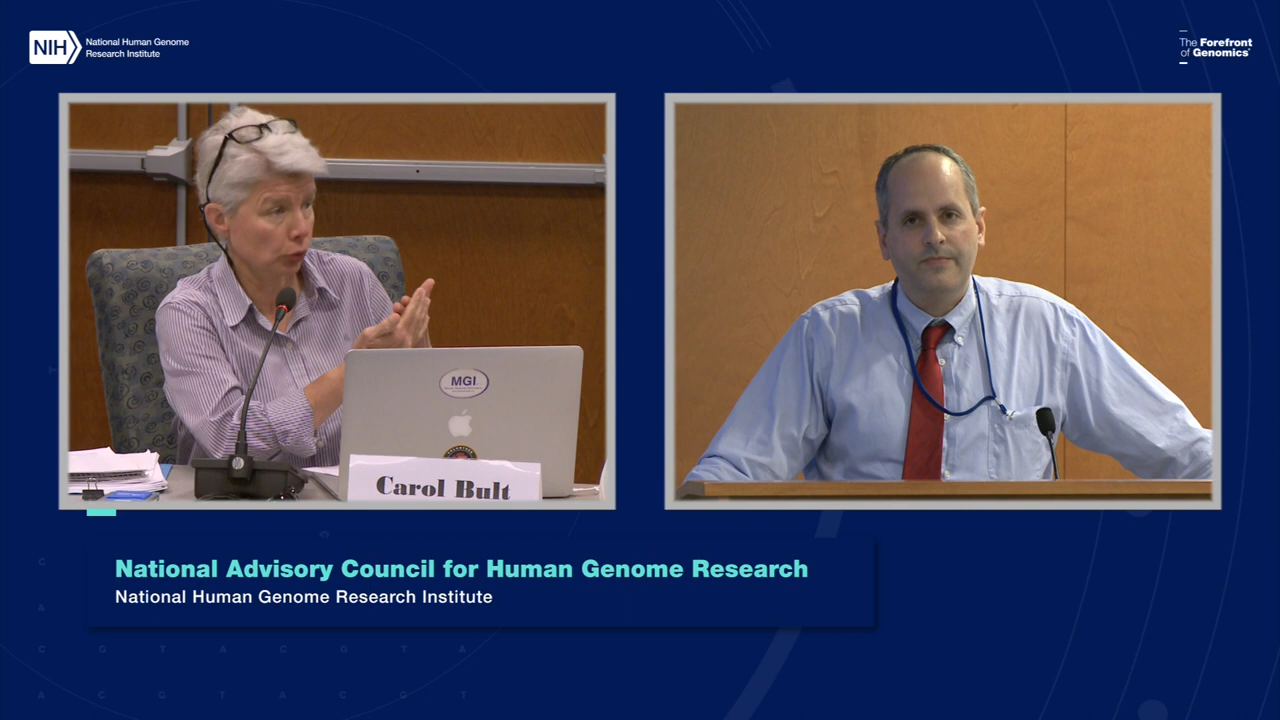 NIH
National Human Genome
Research Institute
The Forefront
of Genomics®
MGI
Carol Bult
National Advisory Council for Human Genome Research
National Human Genome Research Institute
C
&
C G T A C G T A
A C G T A C G T